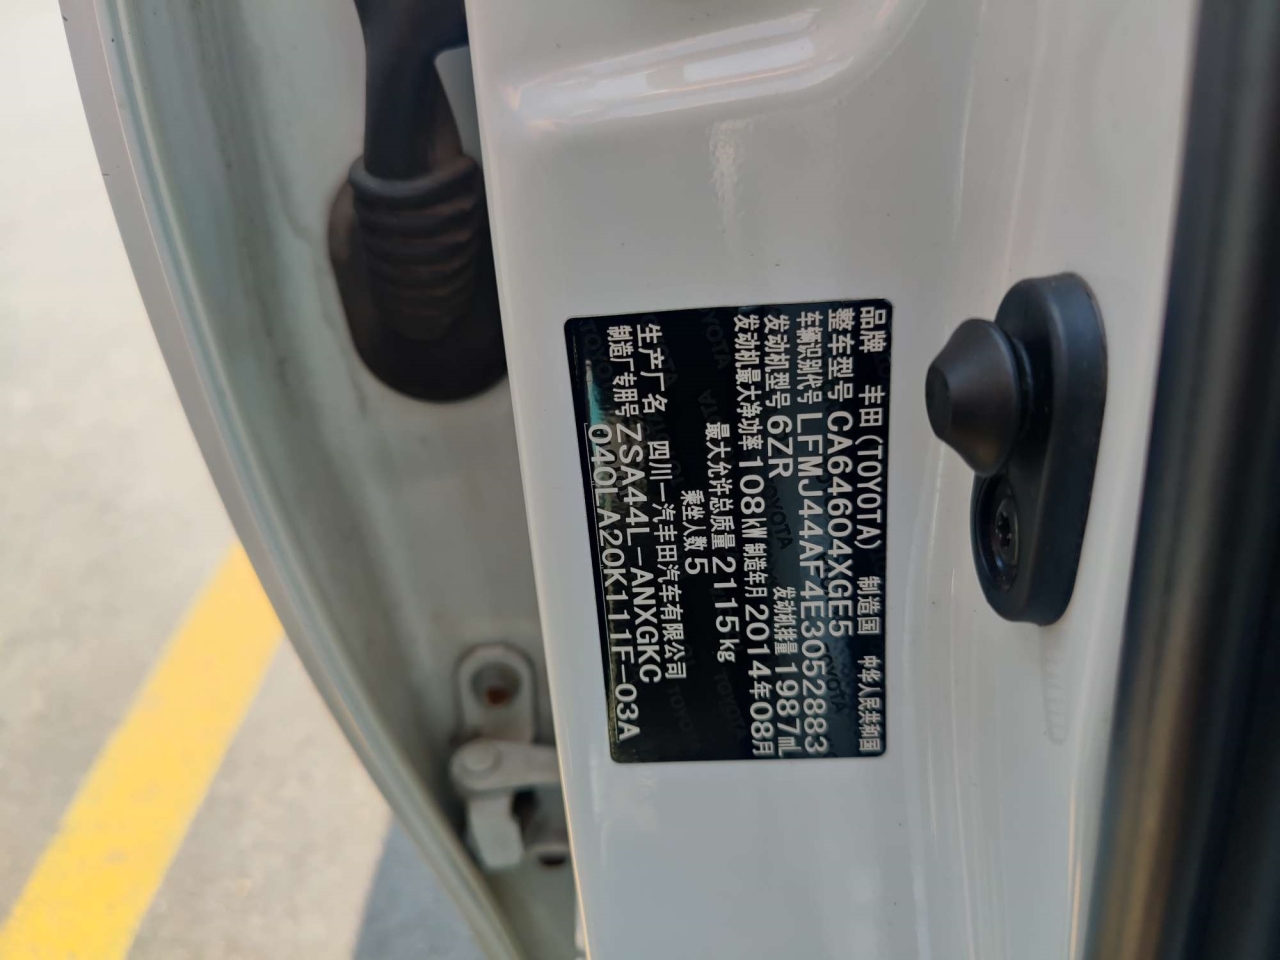 品牌 丰田(TOYOTA) 制造国 中华人民共和国
整车型号 CA64604XGE5
车辆识别代号 LFMJ44AF4E3052883
发动机型号 6ZR 发动机排量 1987mL
发动机最大净功率 108kW 制造年月 2014年08月
最大允许总质量 2115kg
乘坐人数 5
生产厂名 四川一汽丰田汽车有限公司
制造厂专用号 ZSA44L-ANXGKC
040LA20K111F-03A